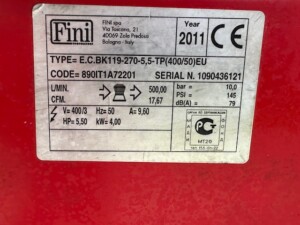 Fini
FINI spa
Via Toscana, 21
40069 Zola Predosa
Bologna - Italy
Year
2011 CE
TYPE= E.C.BK119-270-5,5-TP(400/50)EU
CODE= 890IT1A72201 SERIAL N. 1090436121
L/MIN. 500,00
CFM. 17,67
bar = 10,0
PSI = 145
dB(A) = 79
V= 400/3 Hz= 50 A= 9,60
HP= 5,50 kW= 4,00
МТ28